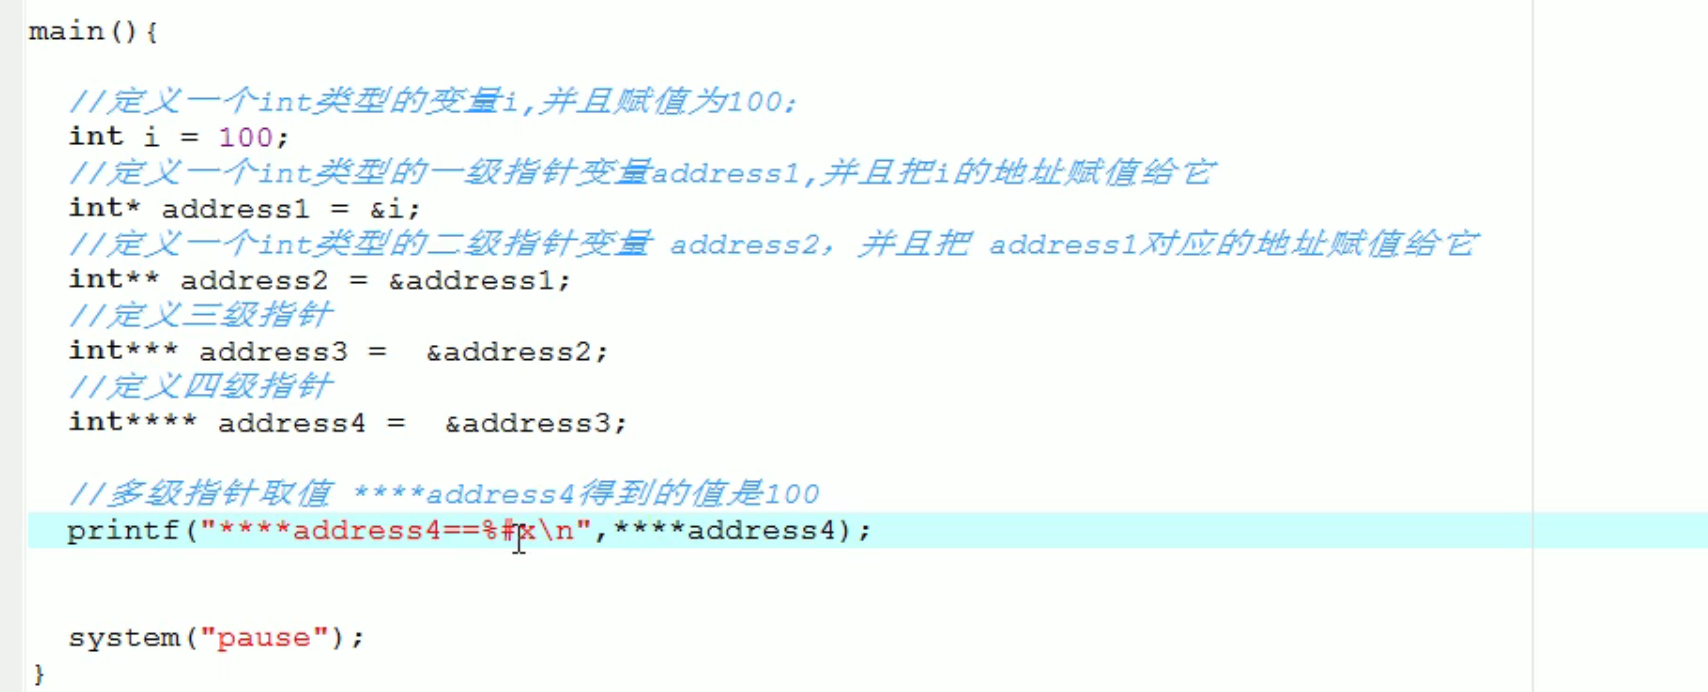 main(){
//定义一个int类型的变量i,并且赋值为100;
int i = 100;
//定义一个int类型的一级指针变量address1,并且把i的地址赋值给它
int* address1 = &i;
//定义一个int类型的二级指针变量 address2，并且把 address1对应的地址赋值给它
int** address2 = &address1;
//定义三级指针
int*** address3 =  &address2;
//定义四级指针
int**** address4 =  &address3;
//多级指针取值 ****address4得到的值是100
printf("****address4==%#x\n",****address4);
system("pause");
}